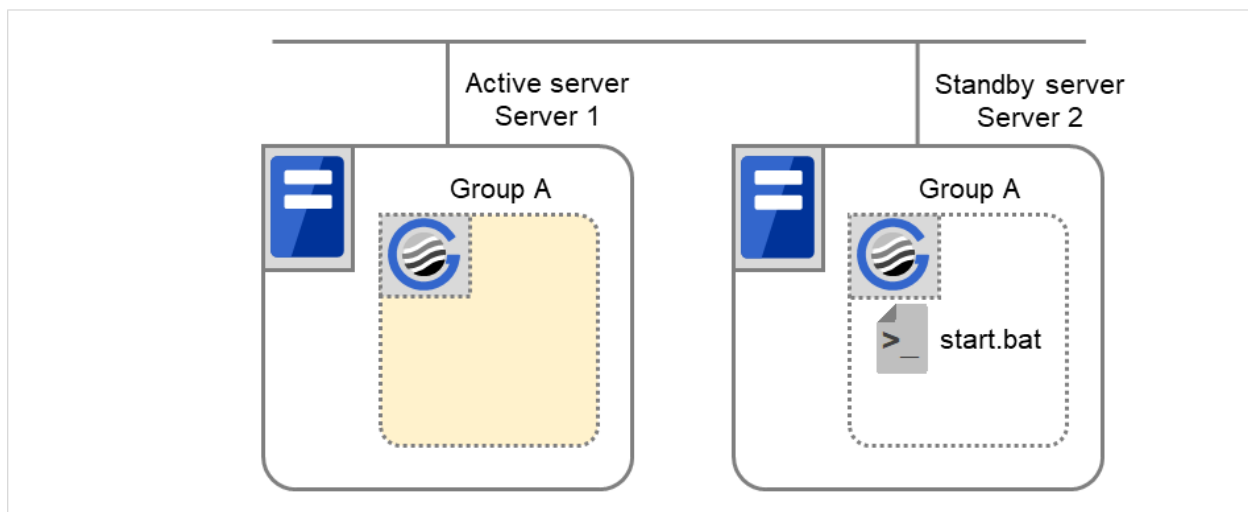 Active server
Server 1
Standby server
Server 2
Group A
Group A
>_
start.bat